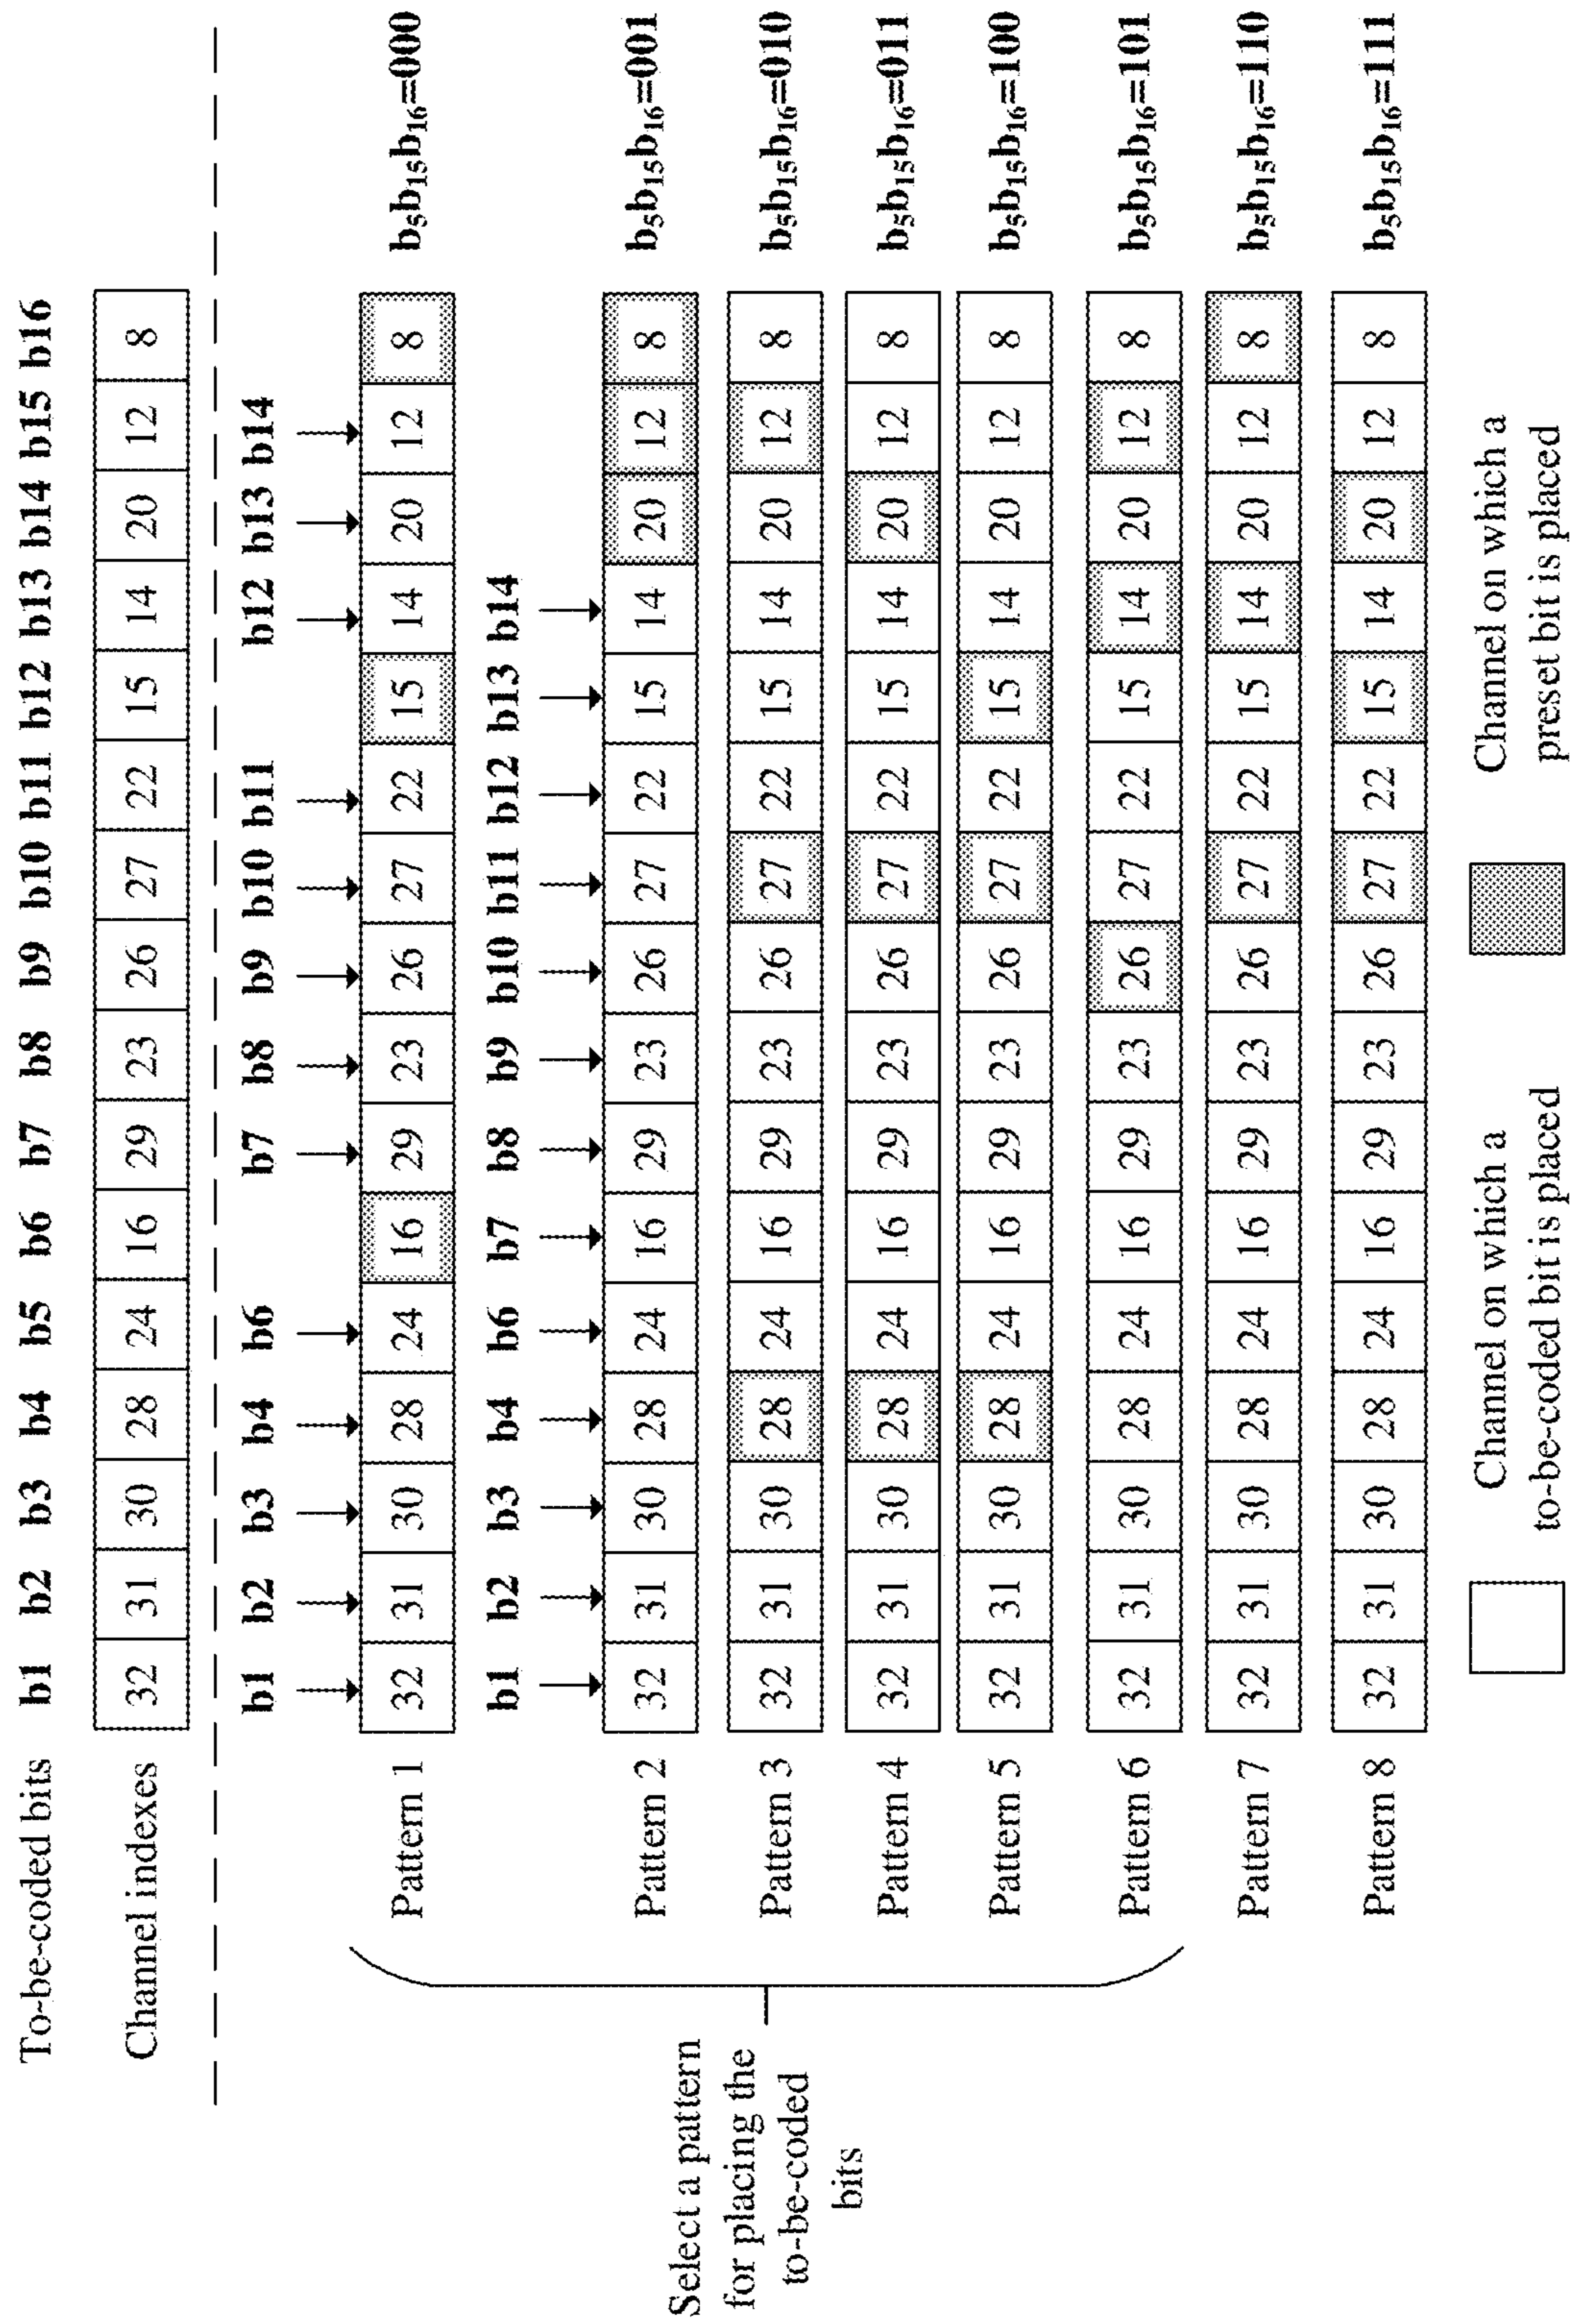 To-be-coded bits b1 b2 b3 b4 b5 b6 b7 b8 b9 b10 b11 b12 b13 b14 b15 b16
Channel indexes 32 31 30 28 24 16 29 23 26 27 22 15 14 20 12 8
b1 b2 b3 b4 b6 b7 b8 b9 b10 b11 b12 b13 b14
Pattern 1 32 31 30 28 24 16 29 23 26 27 22 15 14 20 12 8 b₅b₁₅b₁₆=000
b1 b2 b3 b4 b6 b7 b8 b9 b10 b11 b12 b13 b14
Pattern 2 32 31 30 28 24 16 29 23 26 27 22 15 14 20 12 8 b₅b₁₅b₁₆=001
Select a pattern
for placing the
to-be-coded
bits
Pattern 3 32 31 30 28 24 16 29 23 26 27 22 15 14 20 12 8 b₅b₁₅b₁₆=010
Pattern 4 32 31 30 28 24 16 29 23 26 27 22 15 14 20 12 8 b₅b₁₅b₁₆=011
Pattern 5 32 31 30 28 24 16 29 23 26 27 22 15 14 20 12 8 b₅b₁₅b₁₆=100
Pattern 6 32 31 30 28 24 16 29 23 26 27 22 15 14 20 12 8 b₅b₁₅b₁₆=101
Pattern 7 32 31 30 28 24 16 29 23 26 27 22 15 14 20 12 8 b₅b₁₅b₁₆=110
Pattern 8 32 31 30 28 24 16 29 23 26 27 22 15 14 20 12 8 b₅b₁₅b₁₆=111
Channel on which a
to-be-coded bit is placed
Channel on which a
preset bit is placed